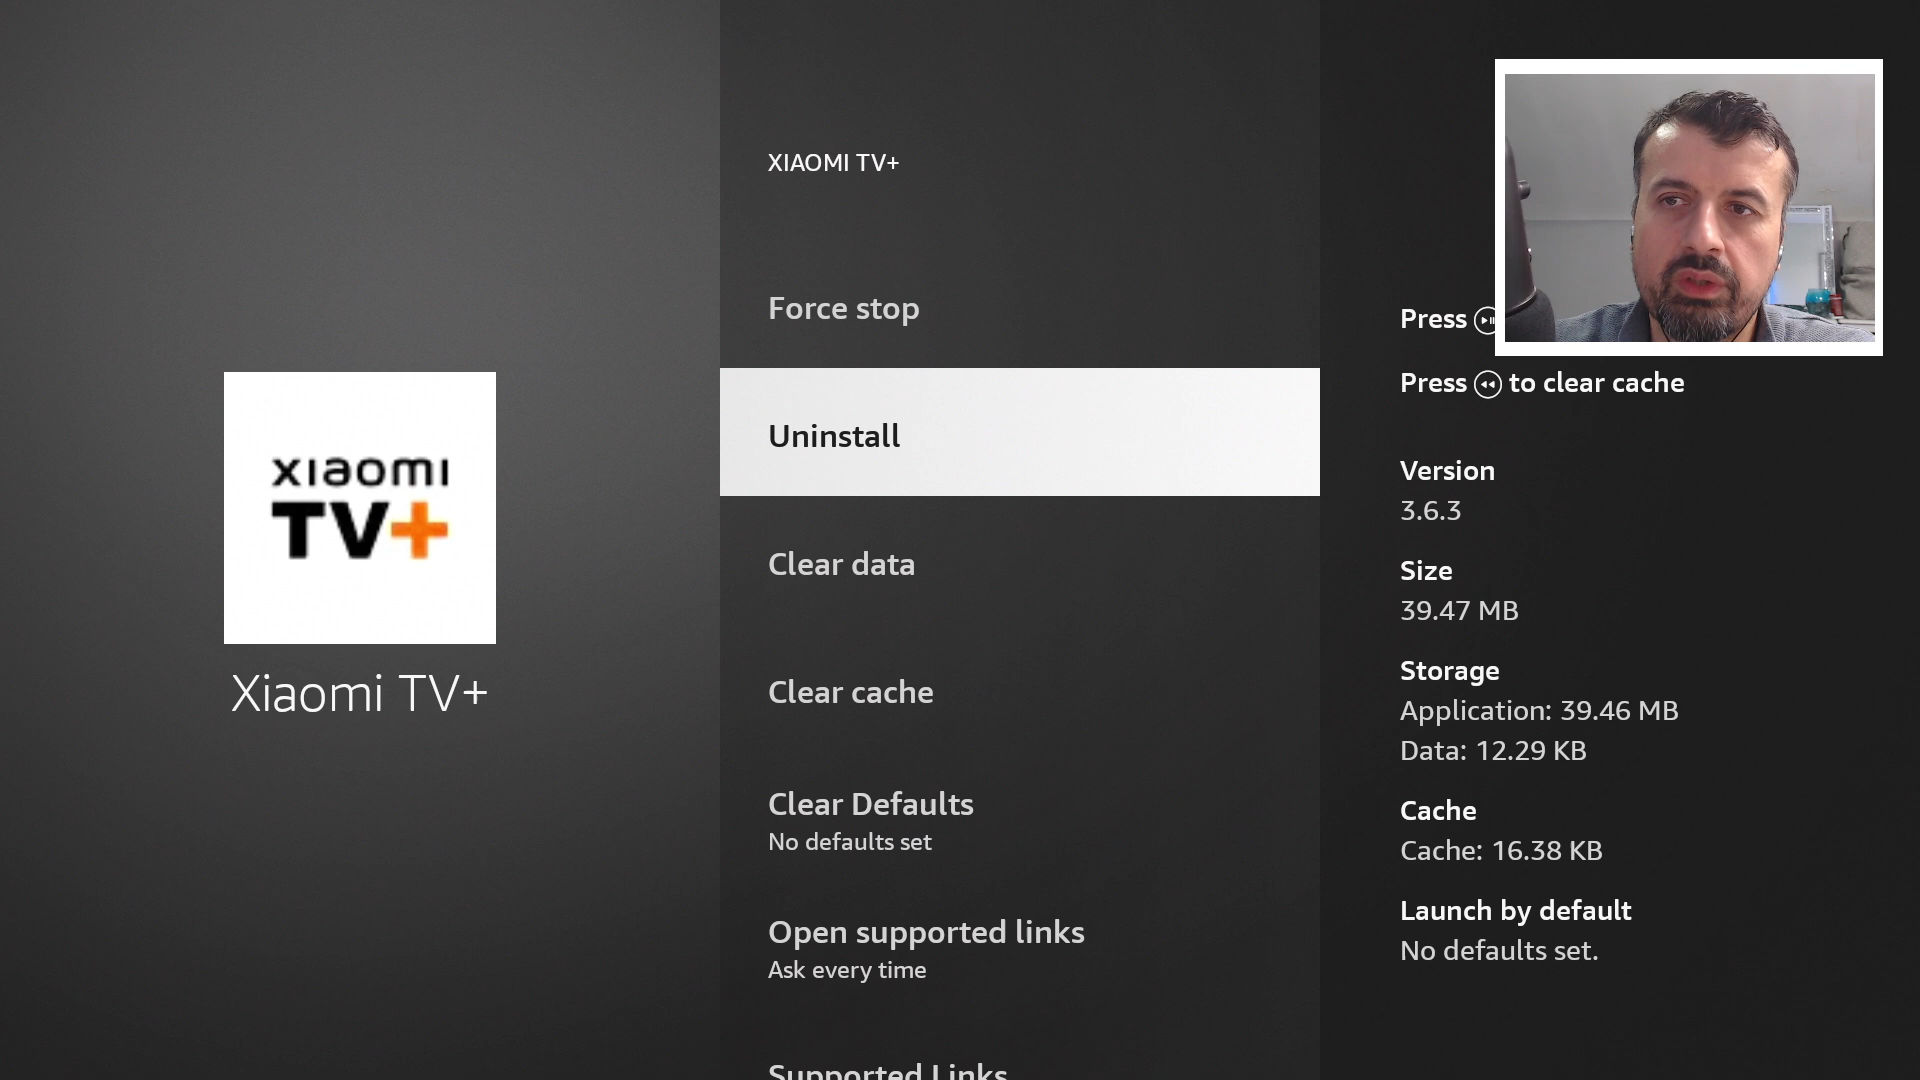 xiaomi
TV+
Xiaomi TV+
XIAOMI TV+
Force stop
Uninstall
Clear data
Clear cache
Clear Defaults
No defaults set
Open supported links
Ask every time
Supported Links
Press
Press to clear cache
Version
3.6.3
Size
39.47 MB
Storage
Application: 39.46 MB
Data: 12.29 KB
Cache
Cache: 16.38 KB
Launch by default
No defaults set.